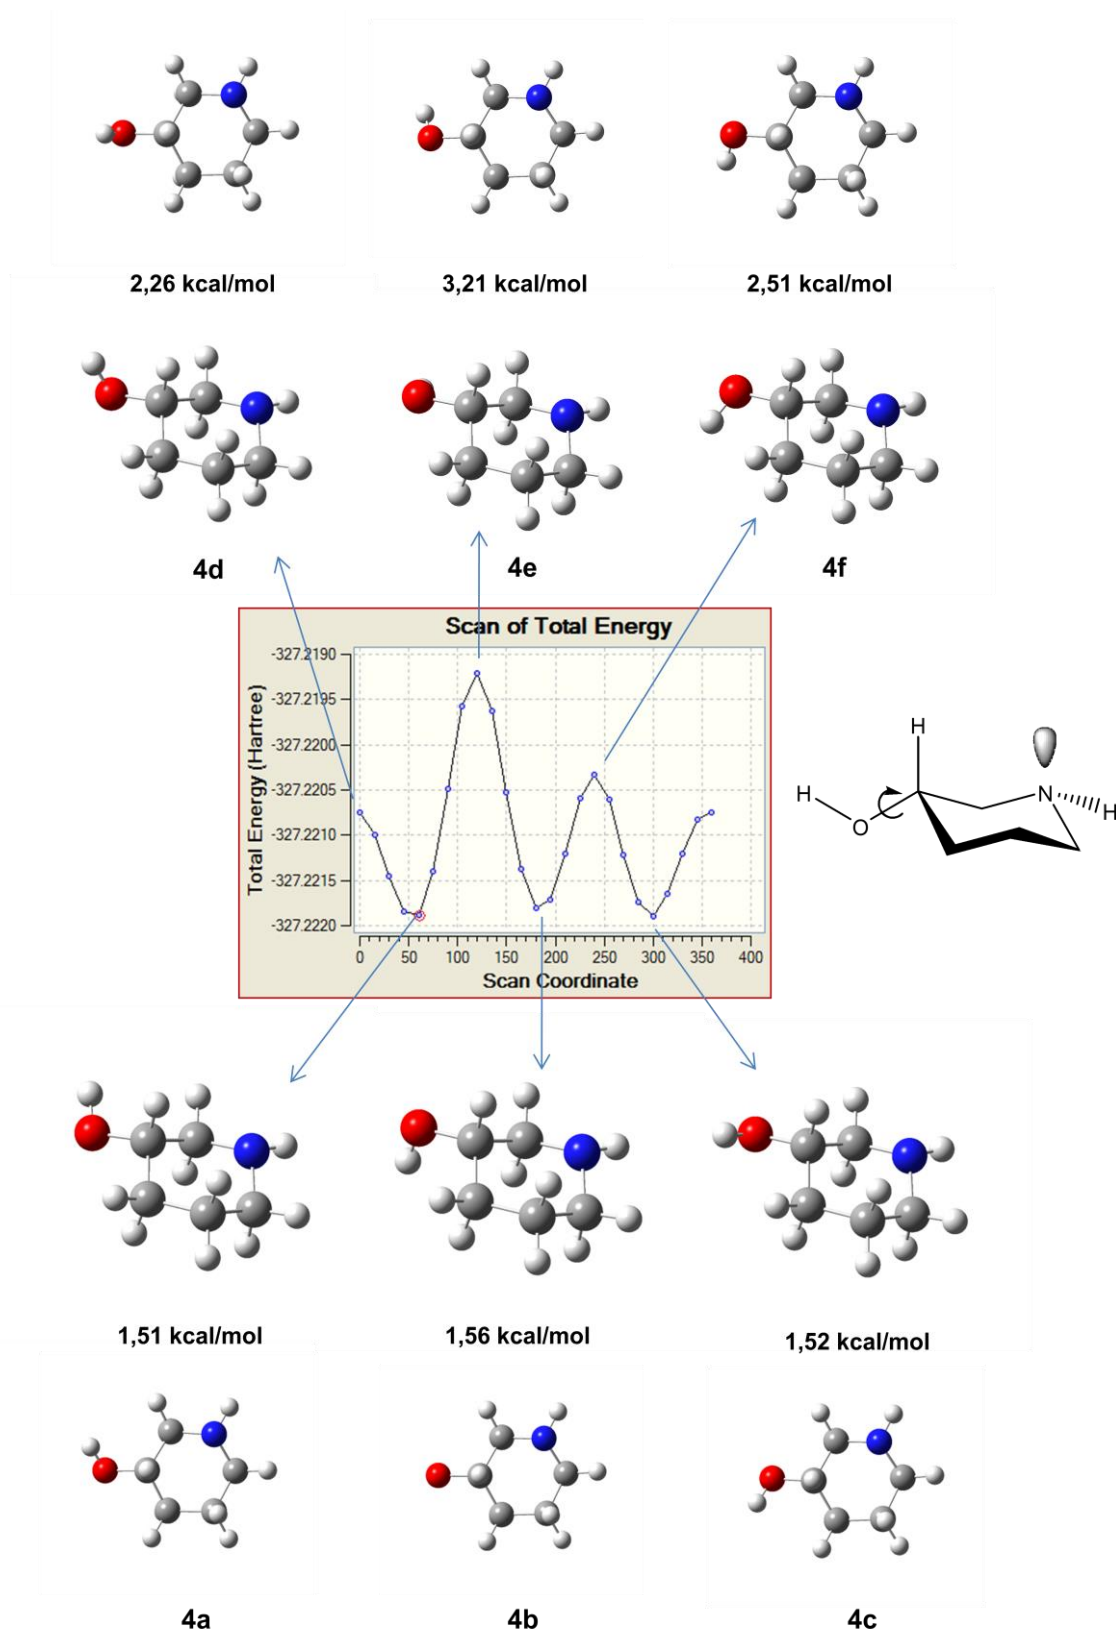 2,26 kcal/mol 3,21 kcal/mol 2,51 kcal/mol
4d 4e 4f
Scan of Total Energy
Total Energy (Hartree)
-327.2190
-327.2195
-327.2200
-327.2205
-327.2210
-327.2215
-327.2220
0 50 100 150 200 250 300 350 400
Scan Coordinate
H
H N H
O
1,51 kcal/mol 1,56 kcal/mol 1,52 kcal/mol
4a 4b 4c